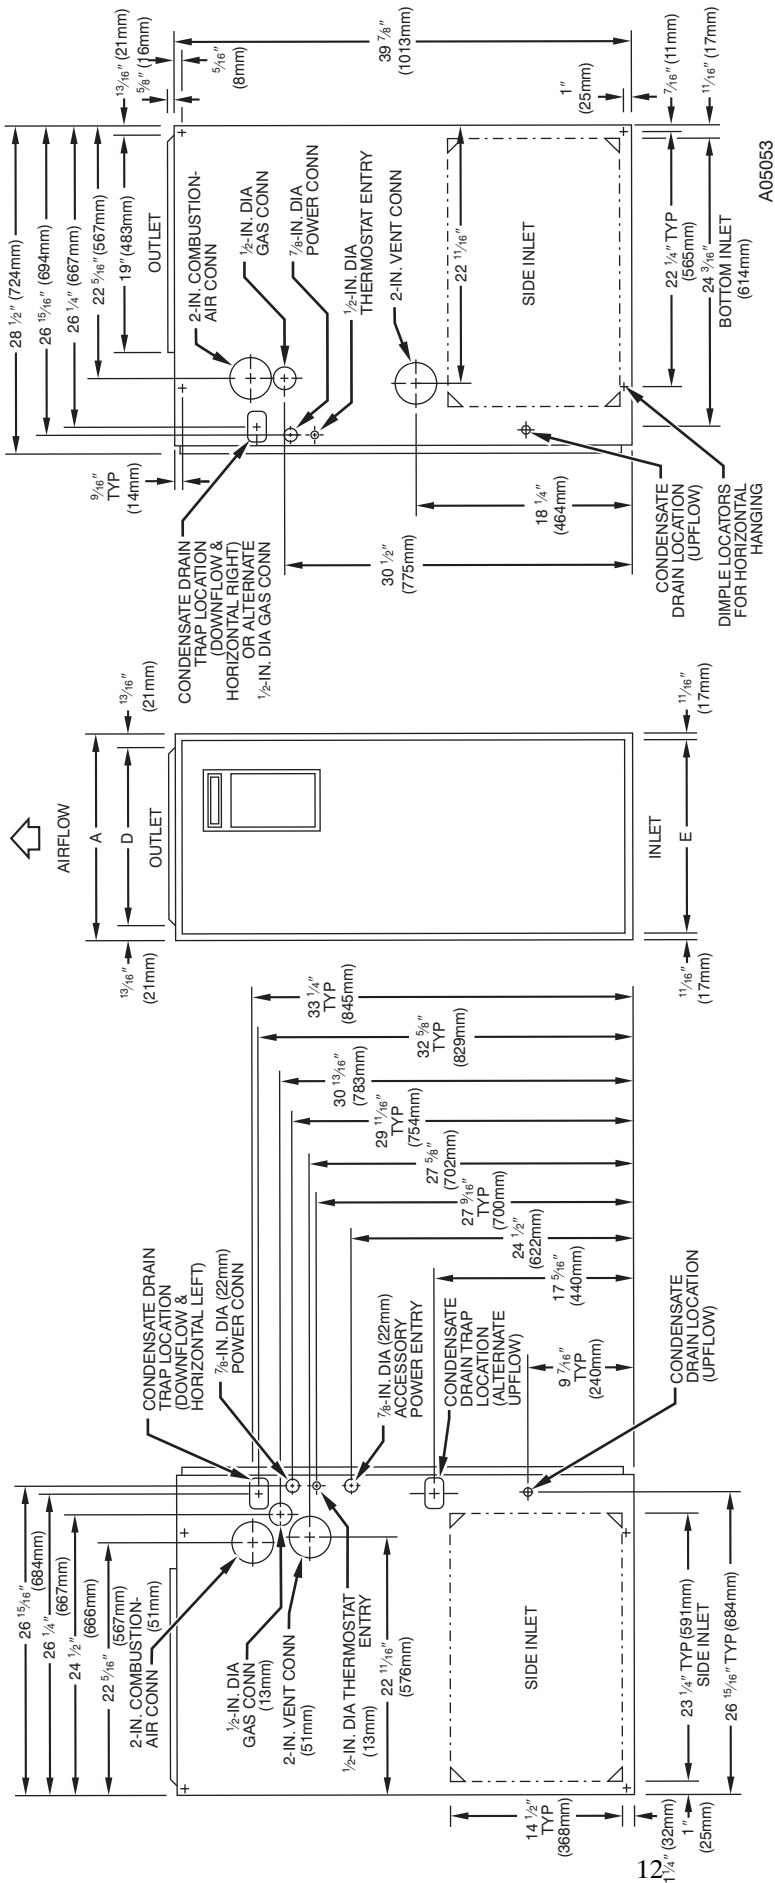 26 15/16"
(684mm)
26 1/4"
(667mm)
24 1/2"
(666mm)
22 5/16"
(567mm)
2-IN. COMBUSTION-
AIR CONN
(51mm)
1/2-IN. DIA
GAS CONN
(13mm)
2-IN. VENT CONN
(51mm)
1/2-IN. DIA THERMOSTAT
ENTRY
(13mm)
22 11/16"
(576mm)
SIDE INLET
14 1/2"
TYP
(368mm)
1 1/4" (32mm)
1"
(25mm)
23 1/4" TYP (591mm)
SIDE INLET
26 15/16" TYP (684mm)
CONDENSATE DRAIN
TRAP LOCATION
(DOWNFLOW &
HORIZONTAL LEFT)
7/8-IN. DIA (22mm)
POWER CONN
7/8-IN. DIA (22mm)
ACCESSORY
POWER ENTRY
CONDENSATE
DRAIN TRAP
LOCATION
(ALTERNATE
UPFLOW)
CONDENSATE
DRAIN LOCATION
(UPFLOW)
33 1/4"
TYP
(845mm)
32 5/8"
TYP
(829mm)
30 13/16"
(783mm)
29 11/16"
TYP
(754mm)
27 5/8"
(702mm)
27 9/16"
TYP
(700mm)
24 1/2"
(622mm)
17 5/16"
(440mm)
9 7/16"
TYP
(240mm)
AIRFLOW
A
D
13/16"
(21mm)
13/16"
(21mm)
OUTLET
INLET
E
11/16"
(17mm)
11/16"
(17mm)
28 1/2" (724mm)
26 15/16" (694mm)
26 1/4" (667mm)
22 5/16" (567mm)
19" (483mm)
OUTLET
13/16" (21mm)
5/8" (16mm)
5/16"
(8mm)
39 7/8"
(1013mm)
9/16"
TYP
(14mm)
2-IN. COMBUSTION-
AIR CONN
1/2-IN. DIA
GAS CONN
7/8-IN. DIA
POWER CONN
1/2-IN. DIA
THERMOSTAT ENTRY
2-IN. VENT CONN
22 11/16"
CONDENSATE DRAIN
TRAP LOCATION
(DOWNFLOW &
HORIZONTAL RIGHT)
OR ALTERNATE
1/2-IN. DIA GAS CONN
30 1/2"
(775mm)
18 1/4"
(464mm)
SIDE INLET
1"
(25mm)
7/16" (11mm)
11/16" (17mm)
22 1/4" TYP
(565mm)
24 3/16"
BOTTOM INLET
(614mm)
CONDENSATE
DRAIN LOCATION
(UPFLOW)
DIMPLE LOCATORS
FOR HORIZONTAL
HANGING
A05053
12